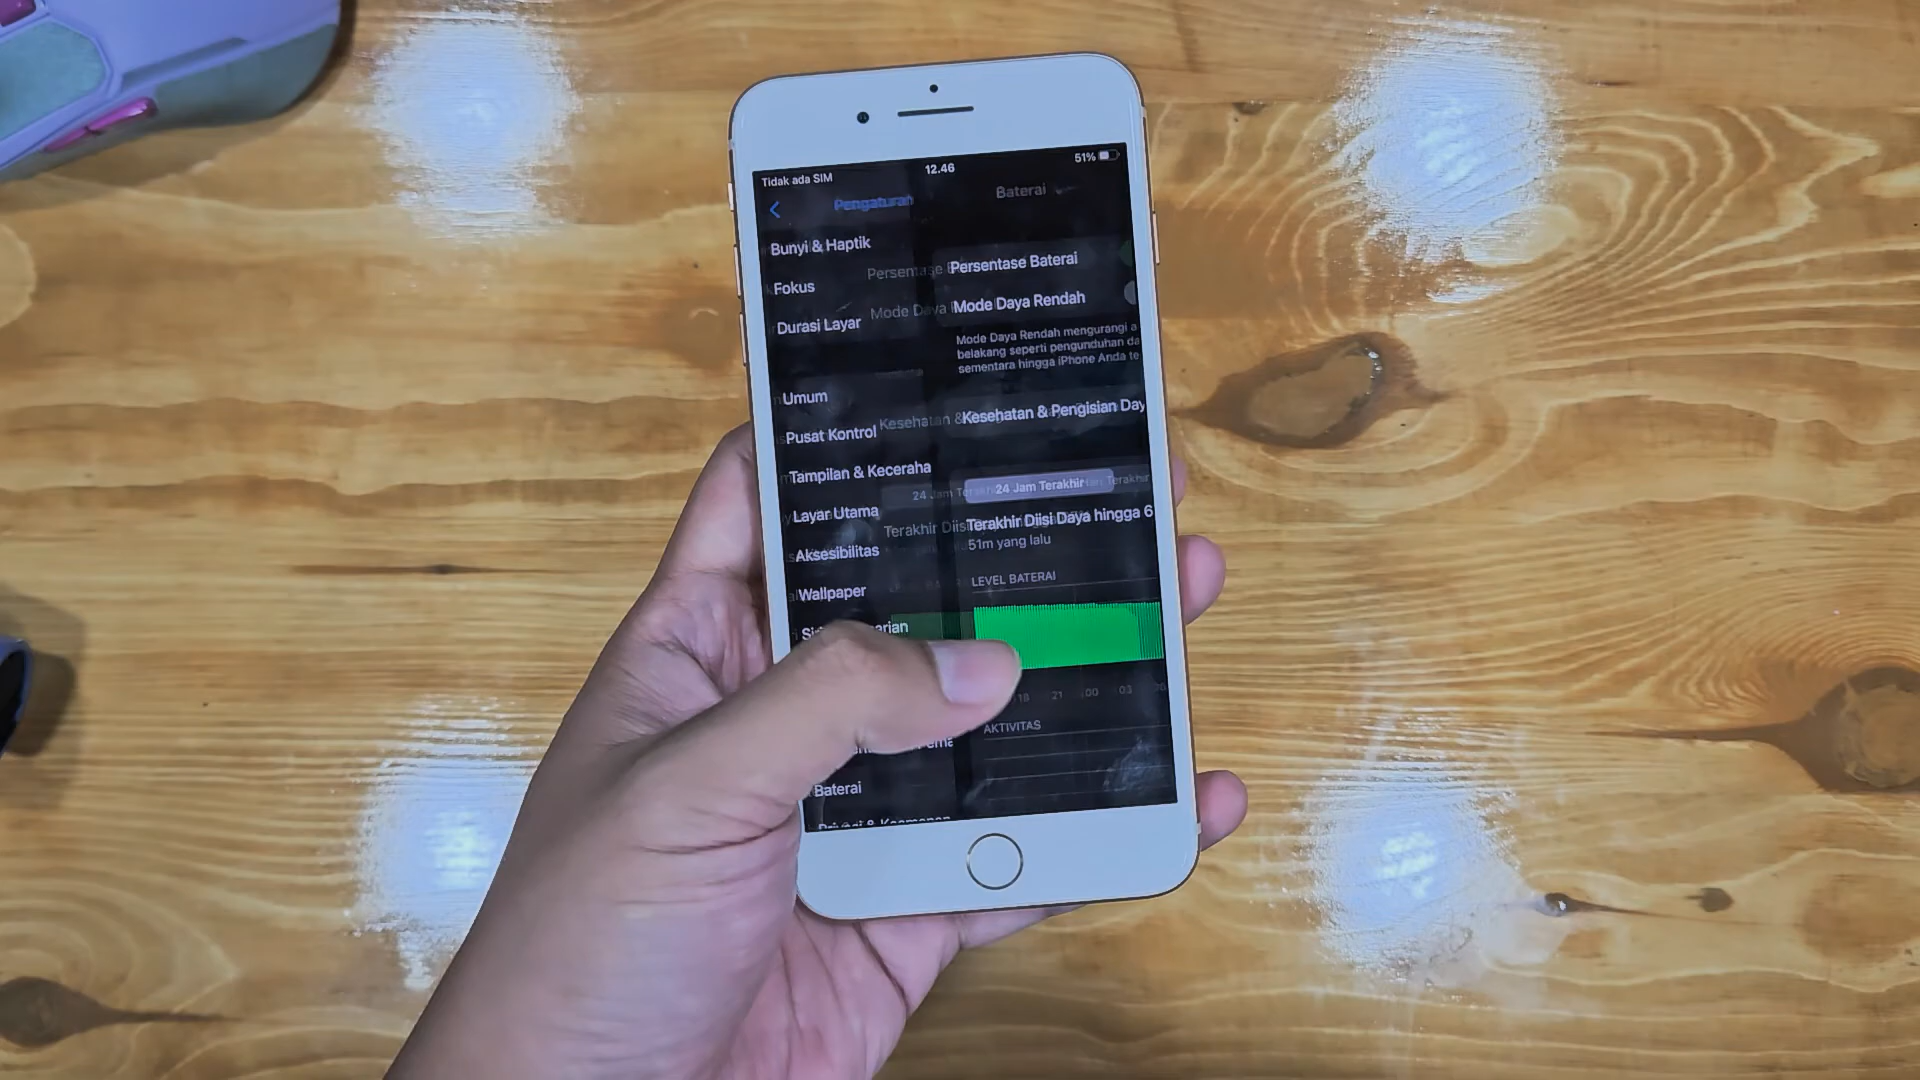 Tidak ada SIM
12.46
51%
Pengaturan
Baterai
Bunyi & Haptik
Fokus
Durasi Layar
Umum
Pusat Kontrol
Tampilan & Keceraha
Layar Utama
Aksesibilitas
Wallpaper
Baterai
Persentase Baterai
Mode Daya Rendah
Mode Daya Rendah mengurangi a
belakang seperti pengunduhan da
sementara hingga iPhone Anda te
Kesehatan & Pengisian Day
24 Jam Terakhir
Terakhir Diisi Daya hingga 6
51m yang lalu
LEVEL BATERAI
18 21 00 03
AKTIVITAS